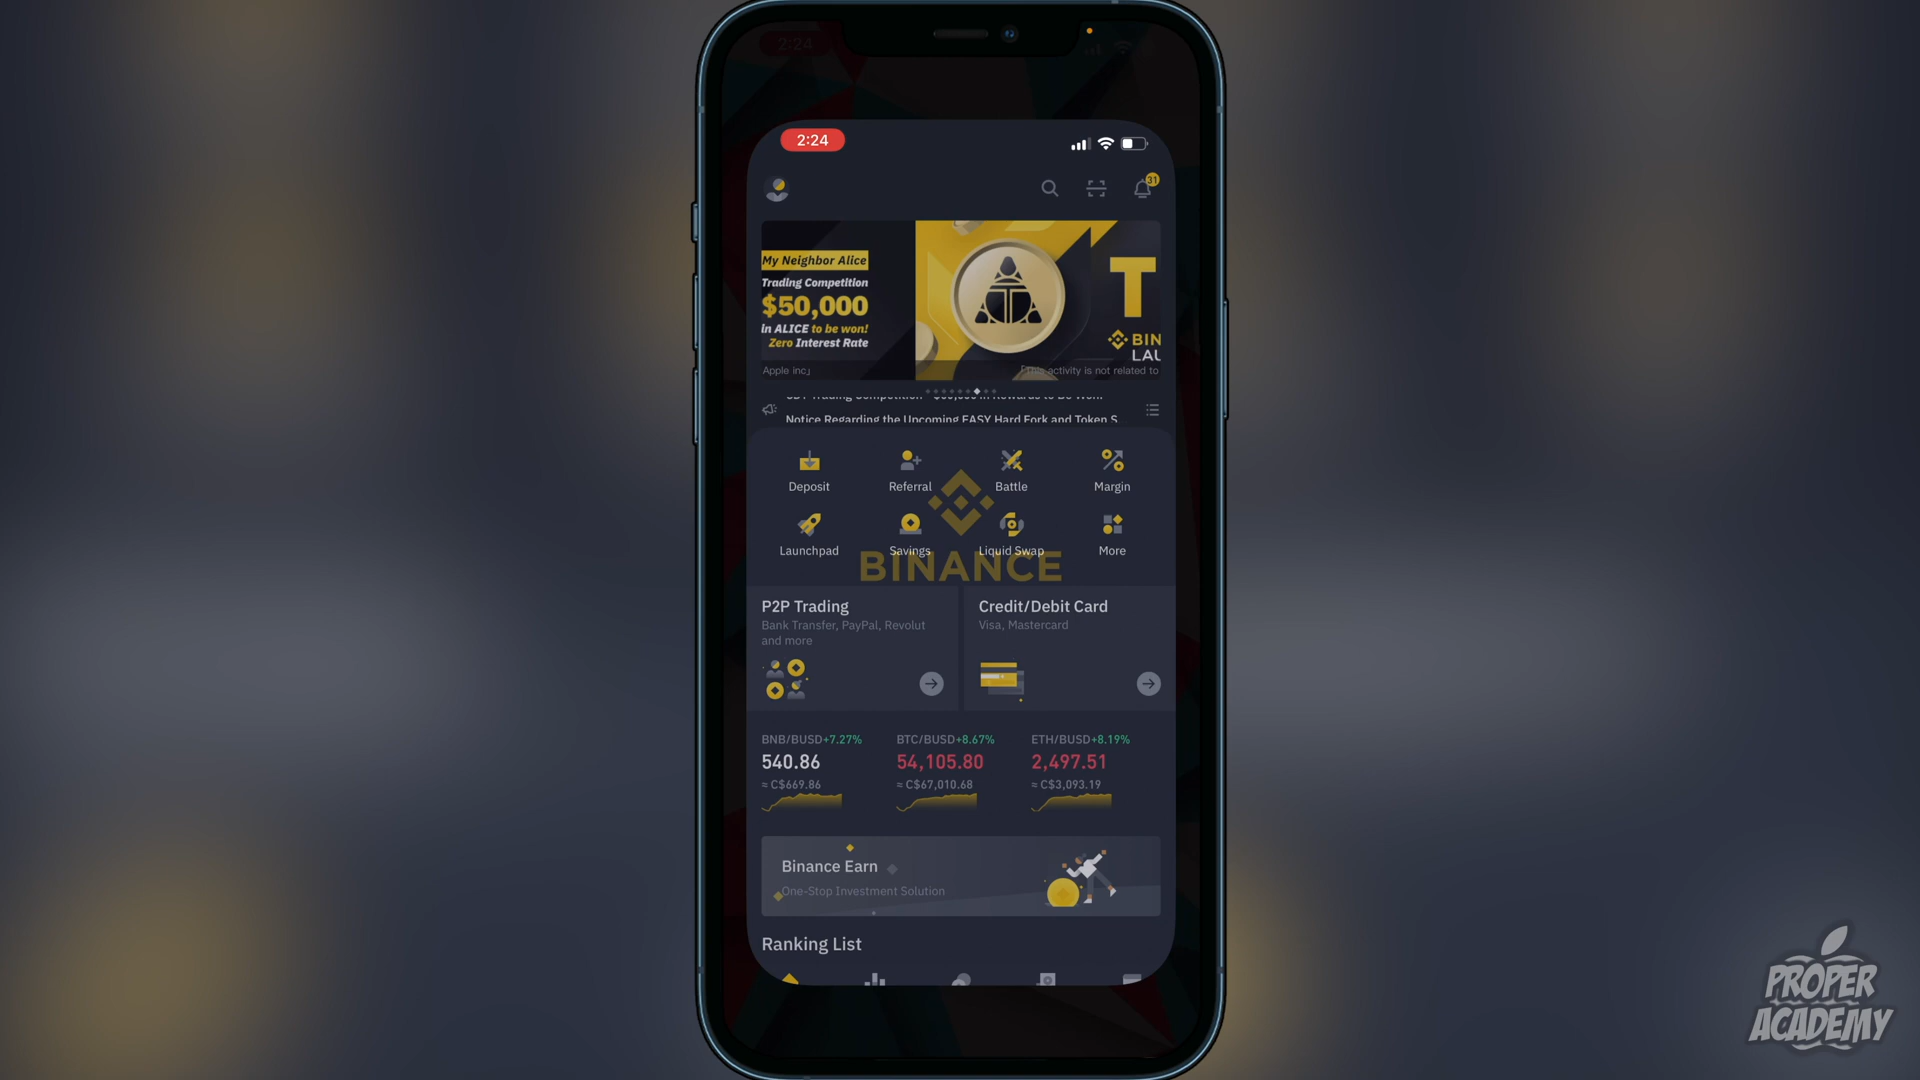 2:24
2:24
31
My Neighbor Alice
Trading Competition
$50,000
in ALICE to be won!
Zero Interest Rate
T
BIN
LAU
Apple inc」
「This activity is not related to
Notice Regarding the Upcoming EASY Hard Fork and Token S...
Deposit
Referral
Battle
Margin
Launchpad
Savings
Liquid Swap
More
BINANCE
P2P Trading
Bank Transfer, PayPal, Revolut
and more
Credit/Debit Card
Visa, Mastercard
BNB/BUSD+7.27%
540.86
≈ C$669.86
BTC/BUSD+8.67%
54,105.80
≈ C$67,010.68
ETH/BUSD+8.19%
2,497.51
≈ C$3,093.19
Binance Earn
One-Stop Investment Solution
Ranking List
PROPER
ACADEMY